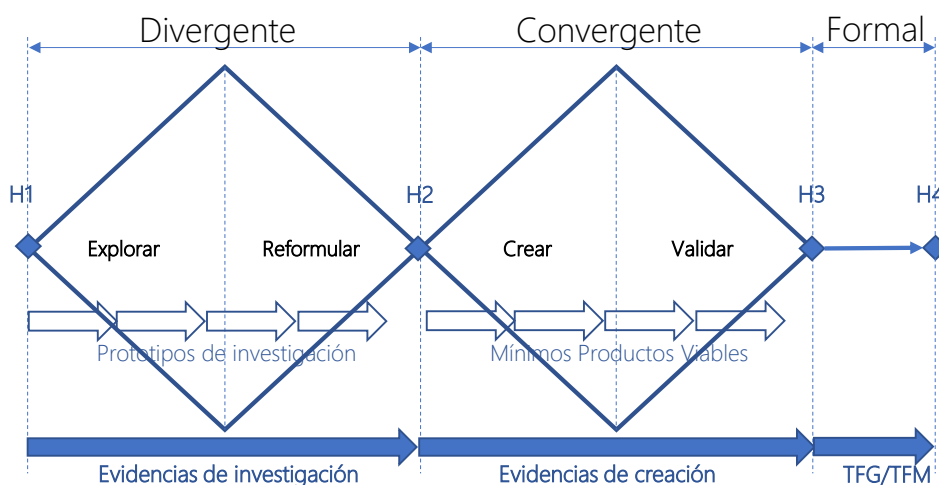 Divergente
Convergente
Formal
H1
H2
H3
H4
Explorar
Reformular
Crear
Validar
Prototipos de investigación
Mínimos Productos Viables
Evidencias de investigación
Evidencias de creación
TFG/TFM